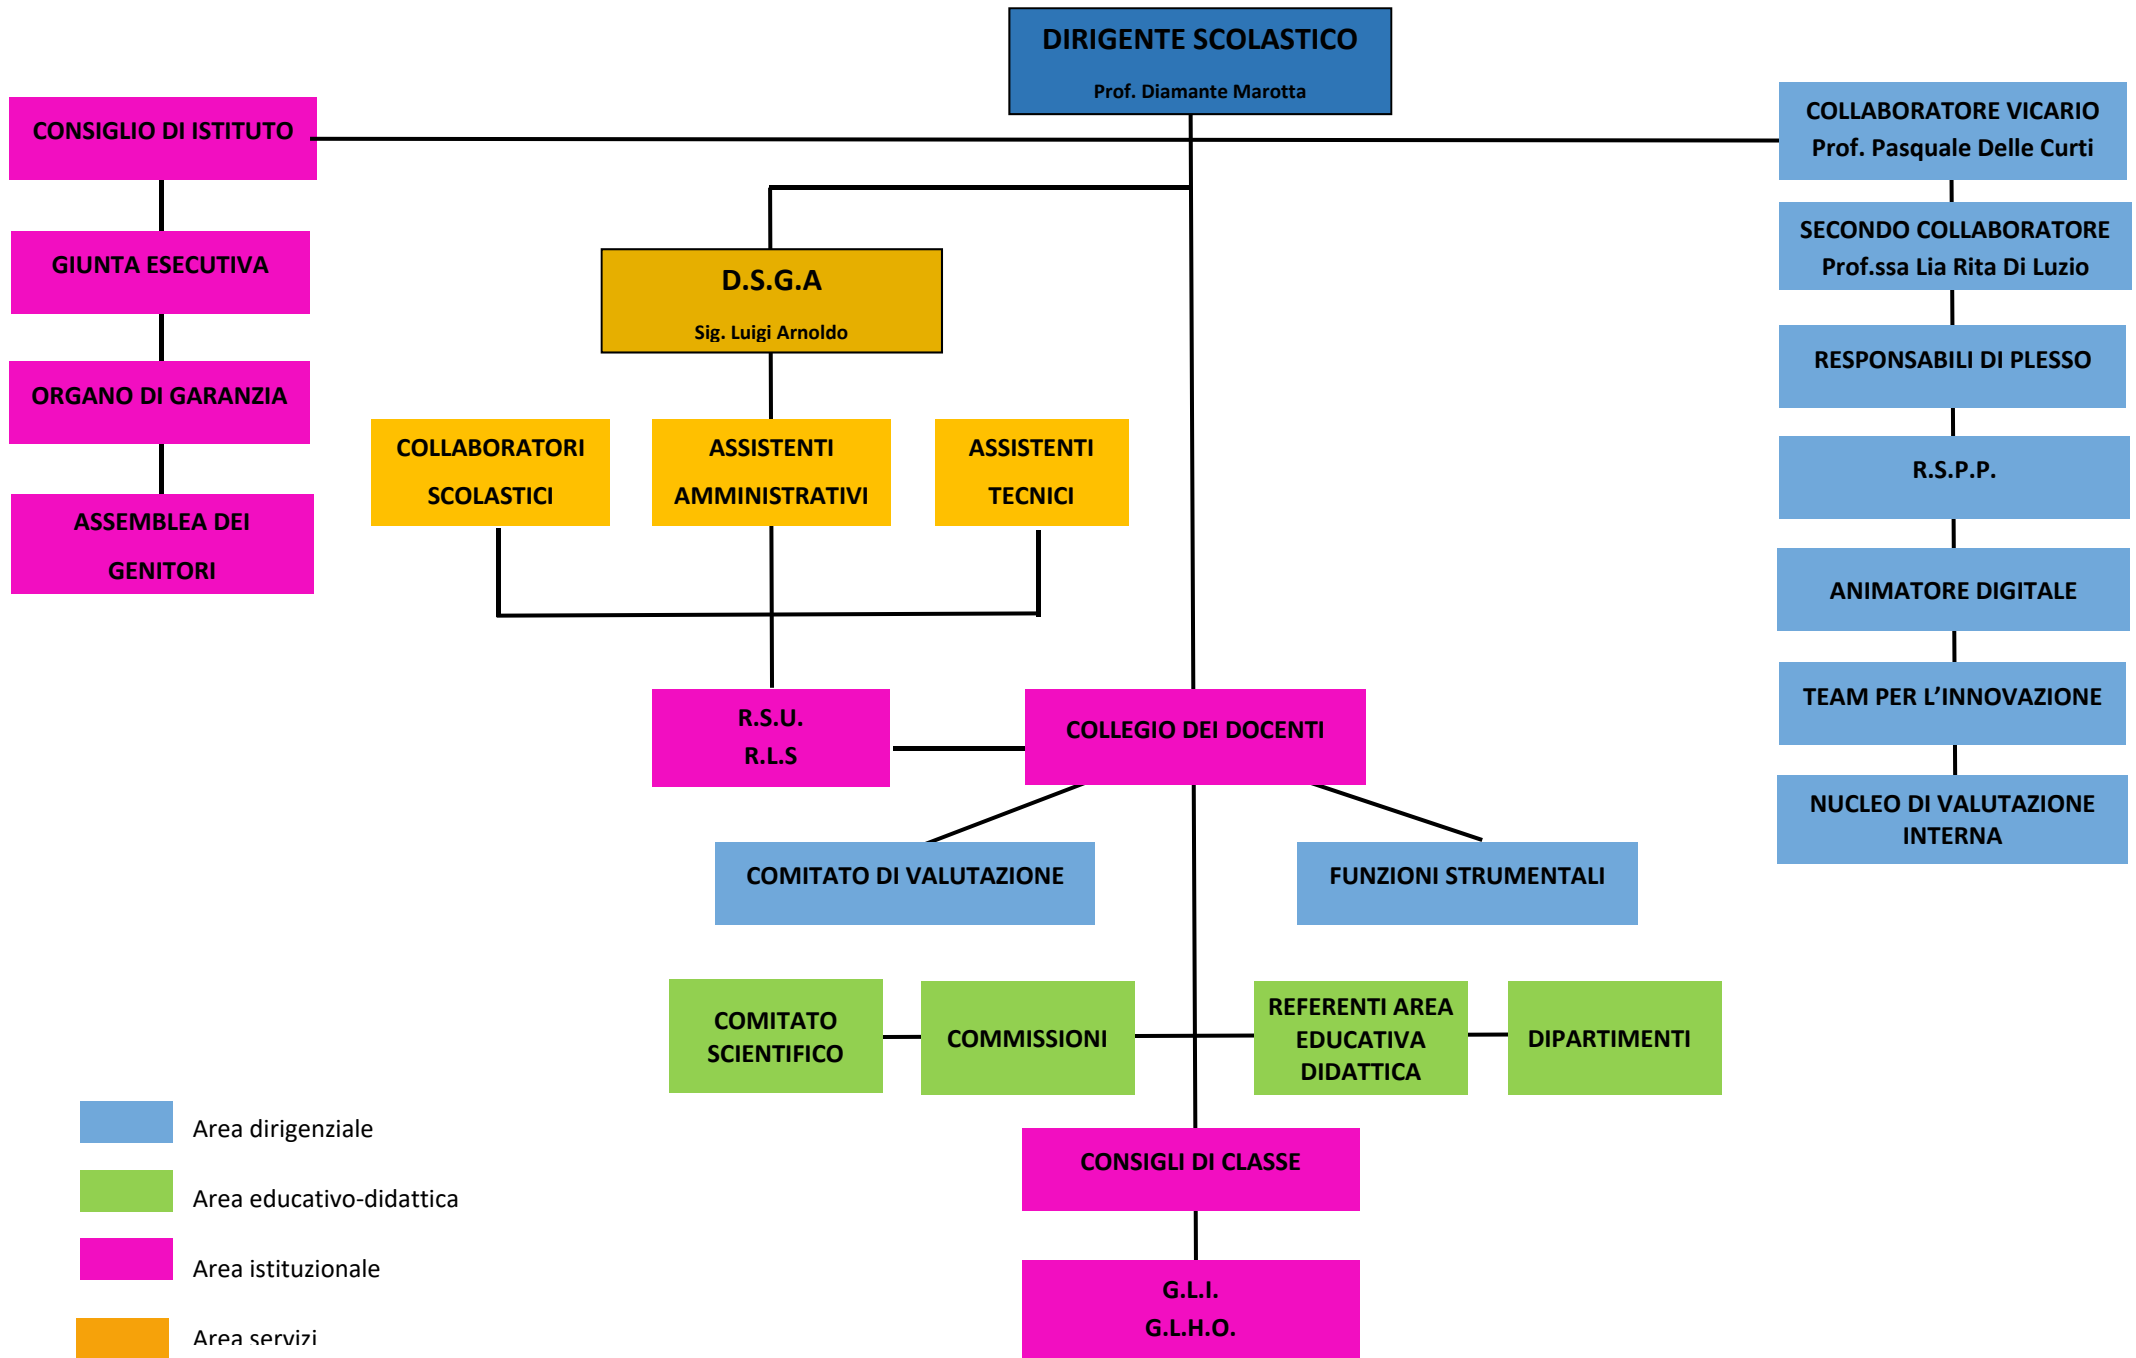 DIRIGENTE SCOLASTICO
Prof. Diamante Marotta
CONSIGLIO DI ISTITUTO
GIUNTA ESECUTIVA
ORGANO DI GARANZIA
ASSEMBLEA DEI
GENITORI
D.S.G.A
Sig. Luigi Arnoldo
COLLABORATORI
SCOLASTICI
ASSISTENTI
AMMINISTRATIVI
ASSISTENTI
TECNICI
COLLABORATORE VICARIO
Prof. Pasquale Delle Curti
SECONDO COLLABORATORE
Prof.ssa Lia Rita Di Luzio
RESPONSABILI DI PLESSO
R.S.P.P.
ANIMATORE DIGITALE
TEAM PER L’INNOVAZIONE
NUCLEO DI VALUTAZIONE
INTERNA
R.S.U.
R.L.S
COLLEGIO DEI DOCENTI
COMITATO DI VALUTAZIONE
FUNZIONI STRUMENTALI
COMITATO
SCIENTIFICO
COMMISSIONI
REFERENTI AREA
EDUCATIVA
DIDATTICA
DIPARTIMENTI
CONSIGLI DI CLASSE
G.L.I.
G.L.H.O.
Area dirigenziale
Area educativo-didattica
Area istituzionale
Area servizi